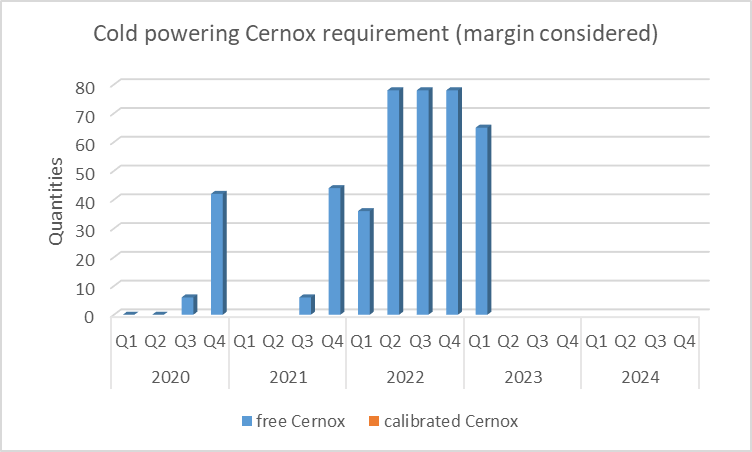 Cold powering Cernox requirement (margin considered)
Quantities
80
70
60
50
40
30
20
10
0
Q1 Q2 Q3 Q4 Q1 Q2 Q3 Q4 Q1 Q2 Q3 Q4 Q1 Q2 Q3 Q4 Q1 Q2 Q3 Q4
2020 2021 2022 2023 2024
free Cernox calibrated Cernox